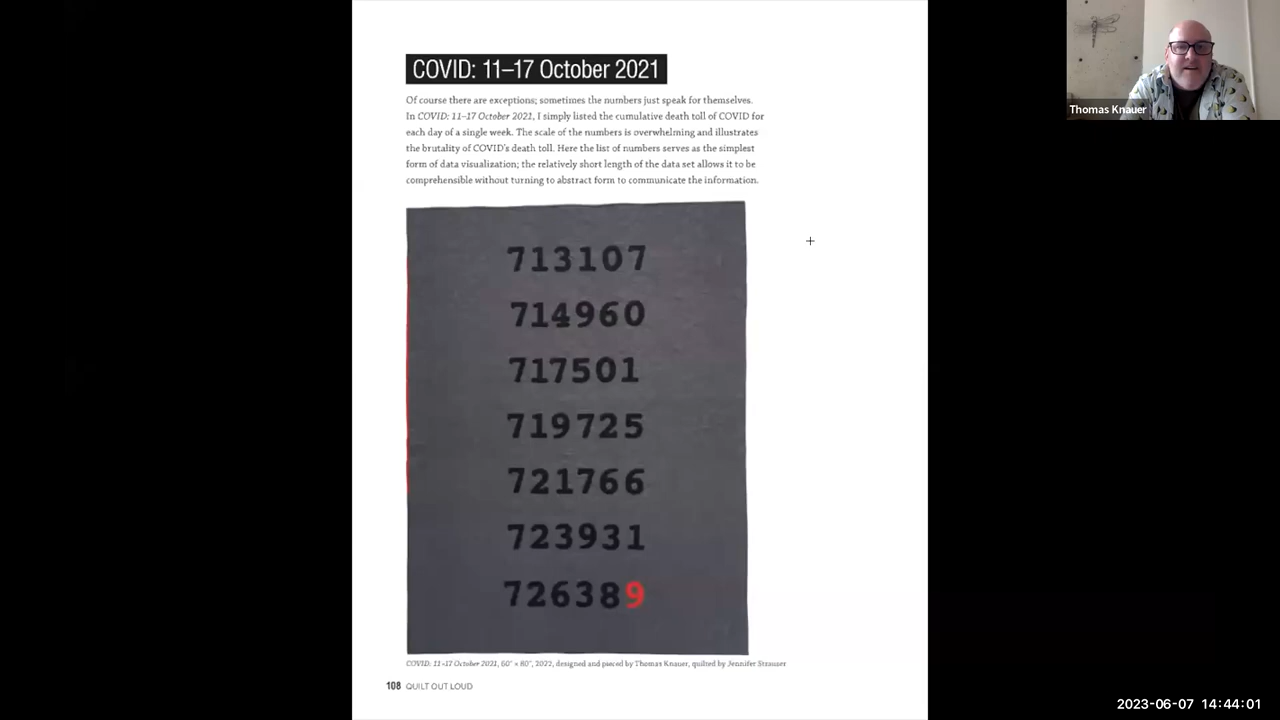 COVID: 11–17 October 2021
Of course there are exceptions; sometimes the numbers just speak for themselves.
In COVID: 11–17 October 2021, I simply listed the cumulative death toll of COVID for
each day of a single week. The scale of the numbers is overwhelming and illustrates
the brutality of COVID's death toll. Here the list of numbers serves as the simplest
form of data visualization; the relatively short length of the data set allows it to be
comprehensible without turning to abstract form to communicate the information.
713107
714960
717501
719725
721766
723931
726389
COVID: 11–17 October 2021, 60" × 80", 2022, designed and pieced by Thomas Knauer, quilted by Jennifer Strauser
108 QUILT OUT LOUD
Thomas Knauer
2023-06-07 14:44:01